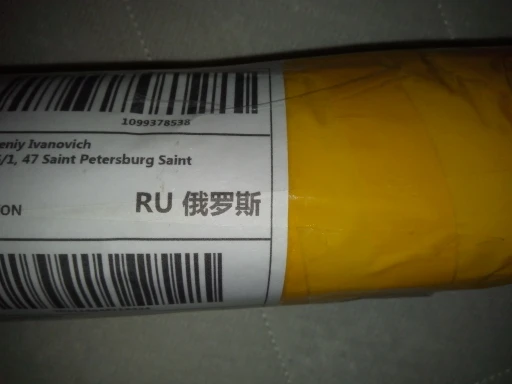 1099378538
eniy Ivanovich
/1, 47 Saint Petersburg Saint
RU 俄罗斯
ON